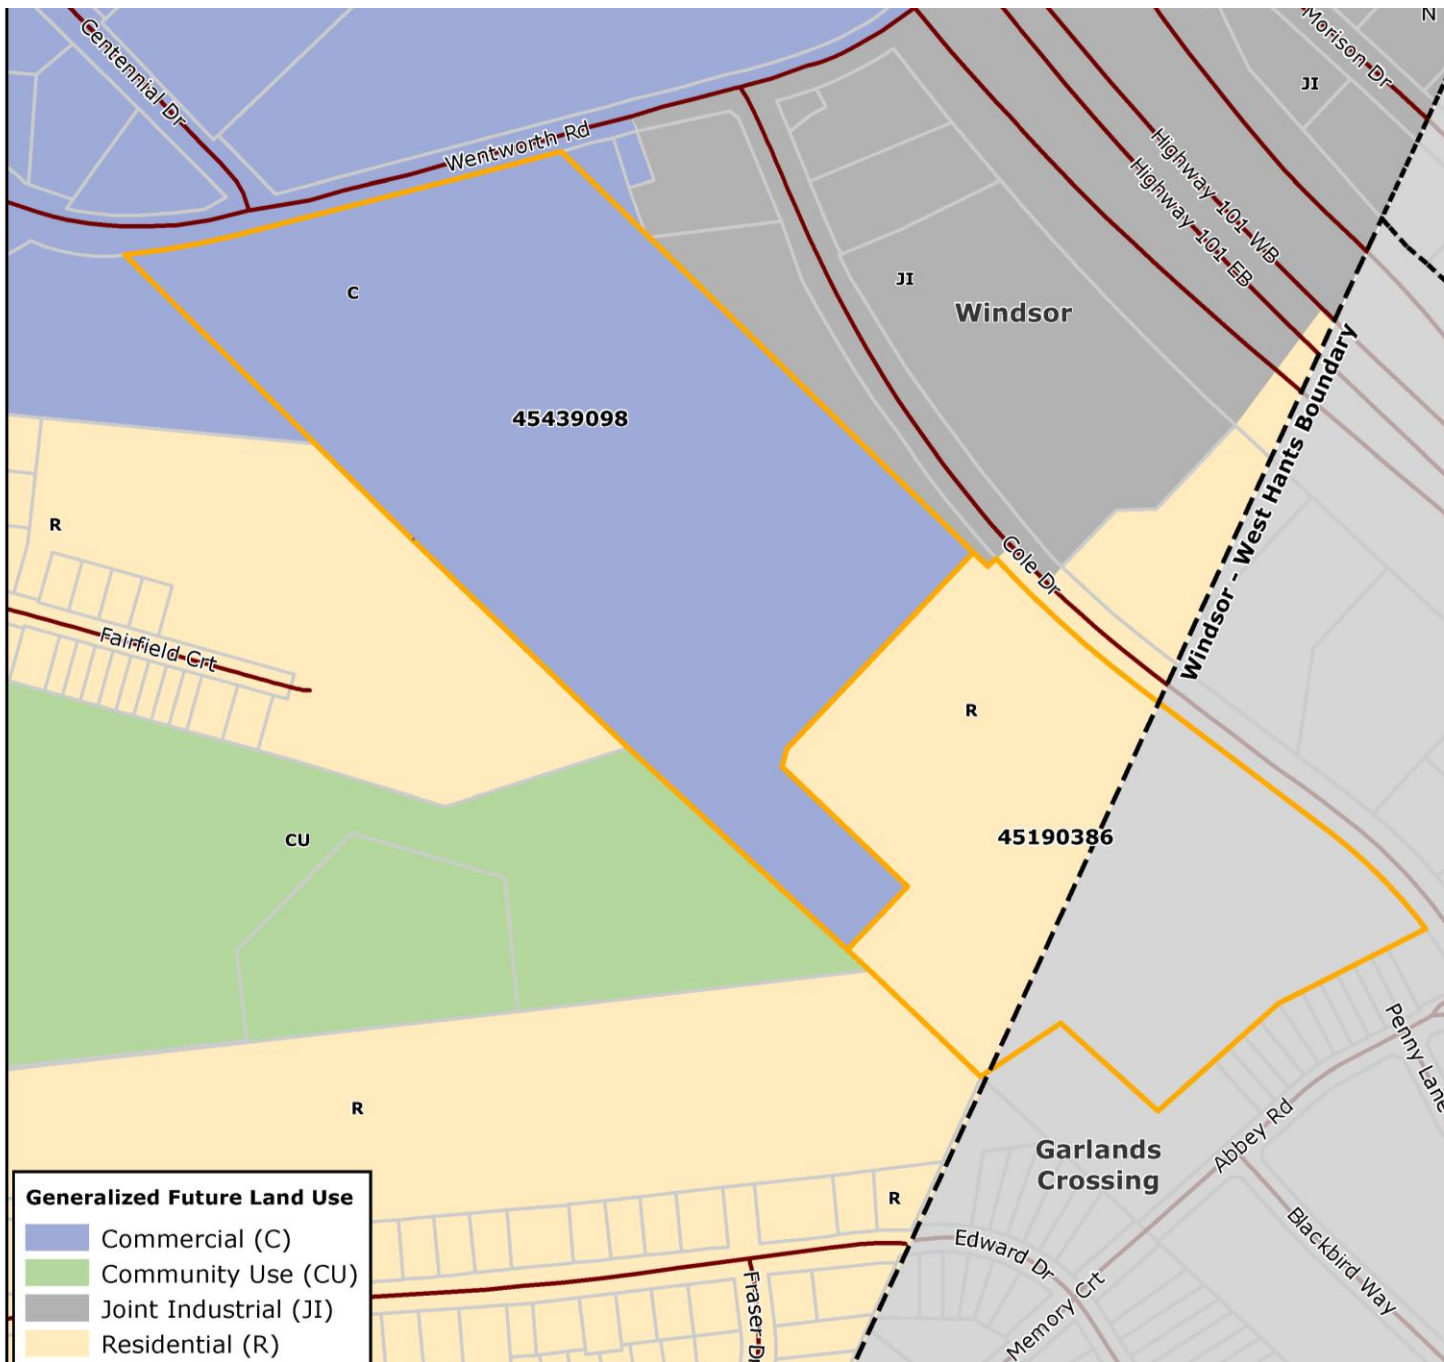 Centennial Dr
Wentworth Rd
Morison Dr
N
JI
Highway 101 WB
Highway 101 EB
C
JI
Windsor
45439098
Windsor - West Hants Boundary
R
Cole Dr
Fairfield Crt
R
CU
45190386
Penny Lane
R
Garlands
Crossing
Abbey Rd
R
Blackbird Way
Edward Dr
Memory Crt
Fraser Dr
Generalized Future Land Use
Commercial (C)
Community Use (CU)
Joint Industrial (JI)
Residential (R)